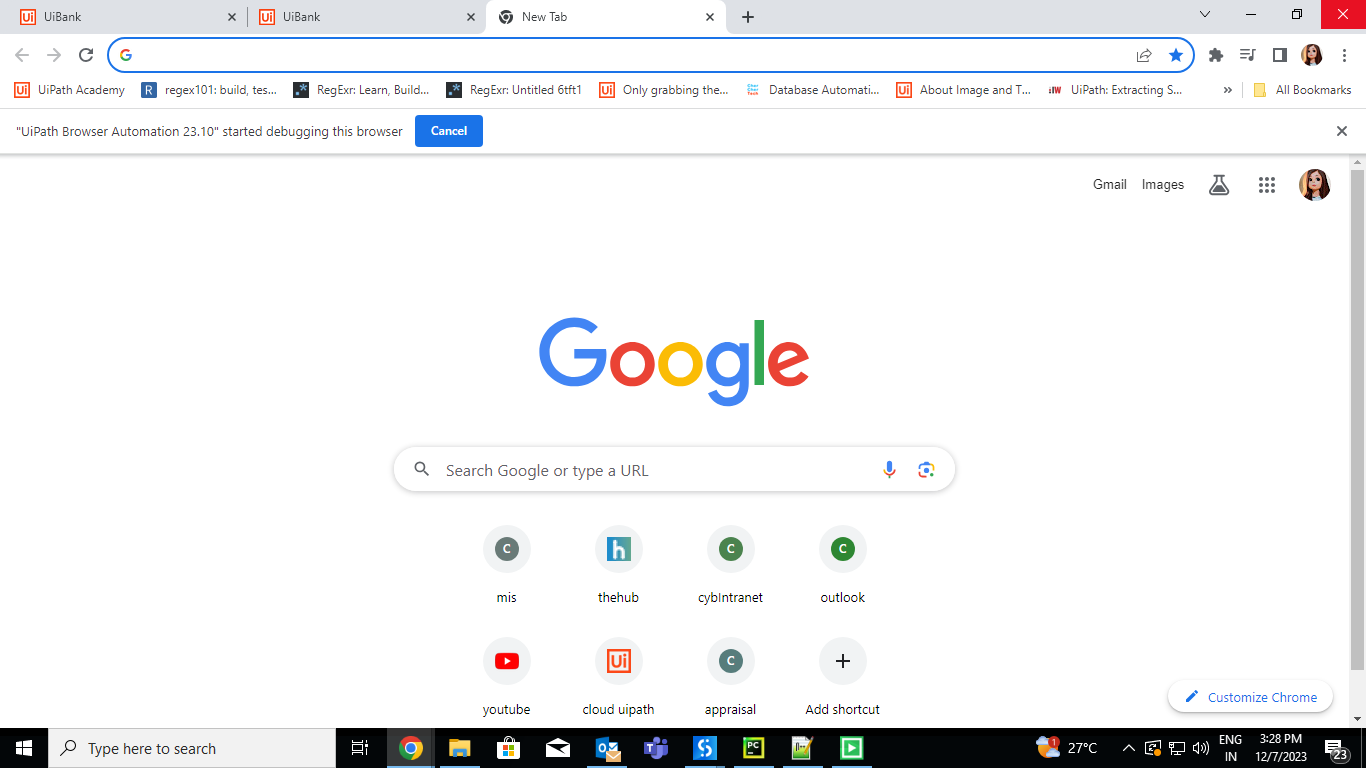 UiBank
UiBank
New Tab
UiPath Academy
regex101: build, tes...
RegExr: Learn, Build...
RegExr: Untitled 6tft1
Only grabbing the...
Database Automati...
About Image and T...
UiPath: Extracting S...
All Bookmarks
"UiPath Browser Automation 23.10" started debugging this browser
Cancel
Gmail
Images
Google
Search Google or type a URL
mis
thehub
cybIntranet
outlook
youtube
cloud uipath
appraisal
Add shortcut
Customize Chrome
Type here to search
27°C
ENG
IN
3:28 PM
12/7/2023
23